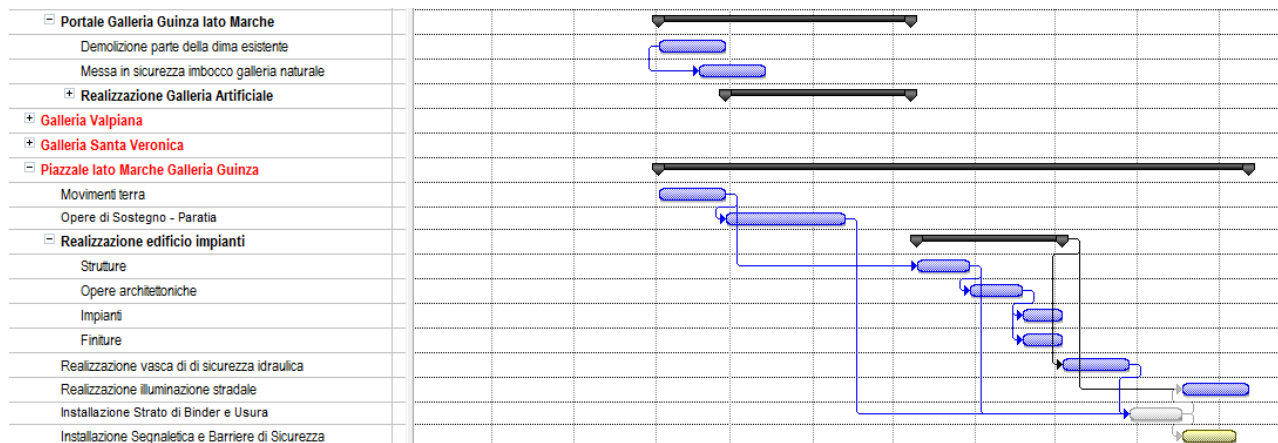 Portale Galleria Guinza lato Marche
Demolizione parte della dima esistente
Messa in sicurezza imbocco galleria naturale
Realizzazione Galleria Artificiale
Galleria Valpiana
Galleria Santa Veronica
Piazzale lato Marche Galleria Guinza
Movimenti terra
Opere di Sostegno - Paratia
Realizzazione edificio impianti
Strutture
Opere architettoniche
Impianti
Finiture
Realizzazione vasca di di sicurezza idraulica
Realizzazione illuminazione stradale
Installazione Strato di Binder e Usura
Installazione Segnaletica e Barriere di Sicurezza